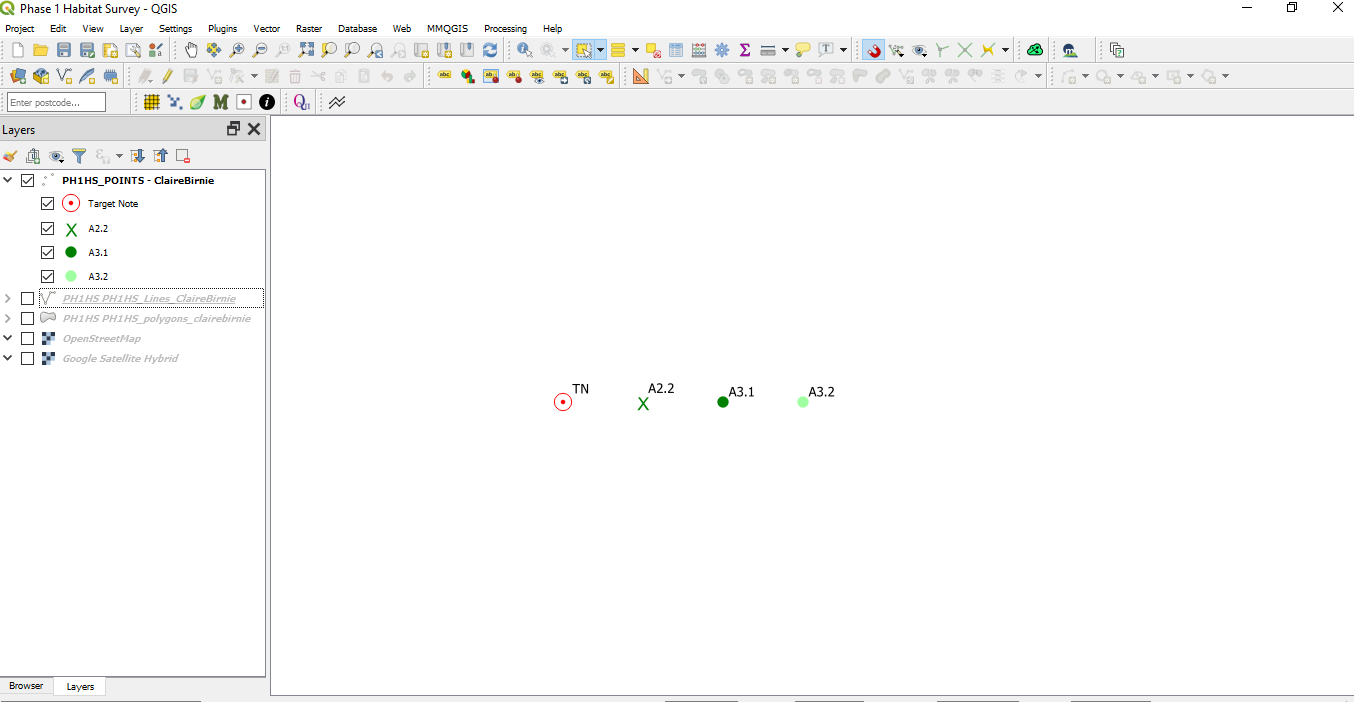 Phase 1 Habitat Survey - QGIS
Project Edit View Layer Settings Plugins Vector Raster Database Web MMQGIS Processing Help
Enter postcode...
Layers
PH1HS_POINTS - ClaireBirnie
Target Note
A2.2
A3.1
A3.2
PH1HS PH1HS_Lines_ClaireBirnie
PH1HS PH1HS_polygons_clairebirnie
OpenStreetMap
Google Satellite Hybrid
TN A2.2 A3.1 A3.2
Browser Layers